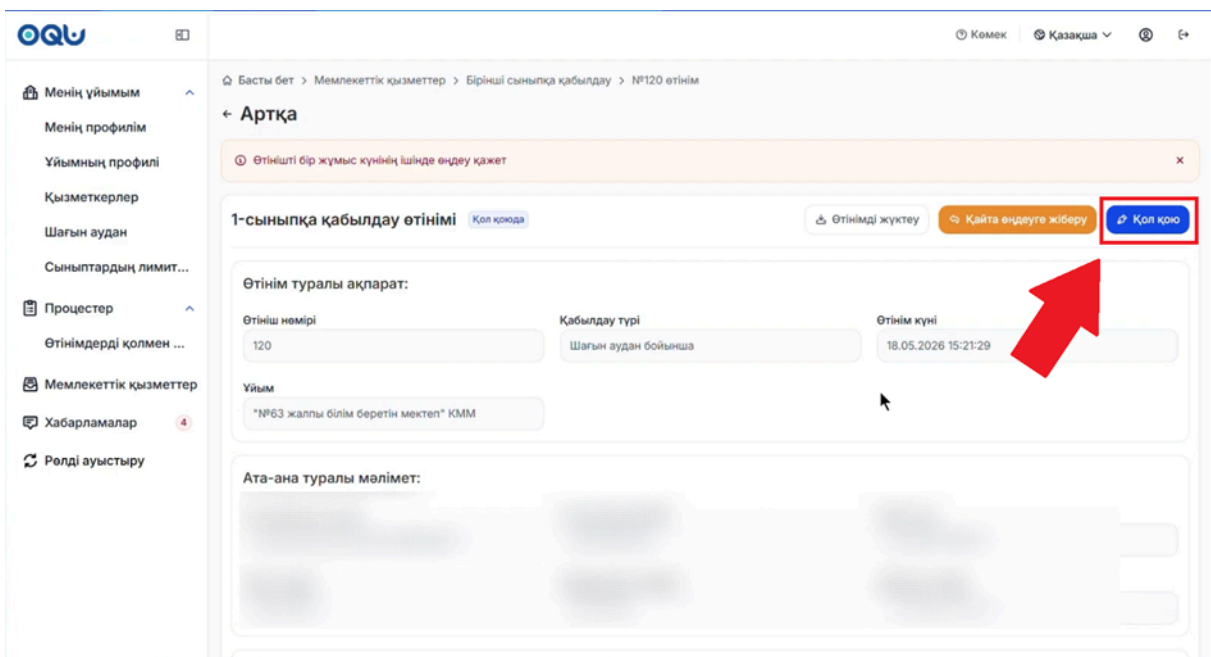 OQU
Көмек
Қазақша
Басты бет > Мемлекеттік қызметтер > Бірінші сыныпқа қабылдау > №120 өтінім
← Артқа
Өтінішті бір жұмыс күнінің ішінде өңдеу қажет
1-сыныпқа қабылдау өтінімі Қол қоюда
Өтінімді жүктеу
Қайта өңдеуге жіберу
Қол қою
Өтінім туралы ақпарат:
Өтініш нөмірі
120
Қабылдау түрі
Шағын аудан бойынша
Өтінім күні
18.05.2026 15:21:29
Ұйым
"№63 жалпы білім беретін мектеп" КММ
Ата-ана туралы мәлімет:
Менің ұйымым
Менің профилім
Ұйымның профилі
Қызметкерлер
Шағын аудан
Сыныптардың лимит...
Процестер
Өтінімдерді қолмен ...
Мемлекеттік қызметтер
Хабарламалар 4
Рөлді ауыстыру